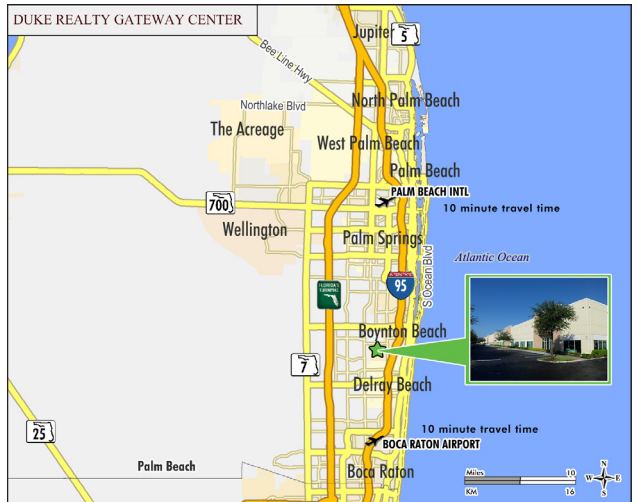 DUKE REALTY GATEWAY CENTER
Jupiter
5
Bee Line Hwy
Northlake Blvd
North Palm Beach
The Acreage
West Palm Beach
Palm Beach
PALM BEACH INTL
700
10 minute travel time
Wellington
Palm Springs
S Ocean Blvd
Atlantic Ocean
95
FLORIDA'S
TURNPIKE
Boynton Beach
7
Delray Beach
25
10 minute travel time
BOCA RATON AIRPORT
Palm Beach
Boca Raton
Miles 10
KM 16
N
W E
S